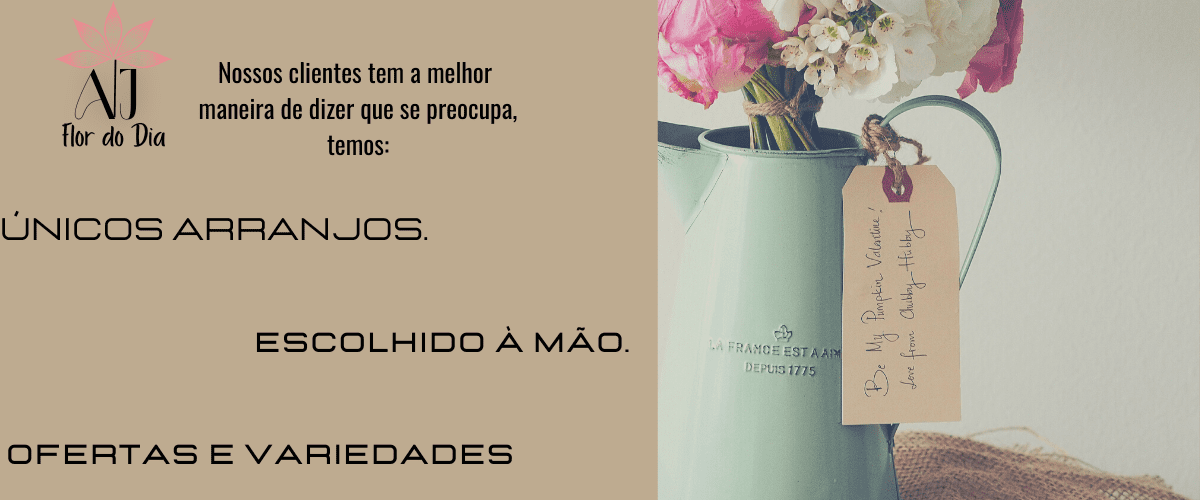 AJ
Flor do Dia
Nossos clientes tem a melhor
maneira de dizer que se preocupa,
temos:
ÚNICOS ARRANJOS.
ESCOLHIDO À MÃO.
OFERTAS E VARIEDADES
LA FRANCE EST A AIM
DEPUIS 1775
Be My Pumpkin Valantine!
Love from Chubby-Hubby